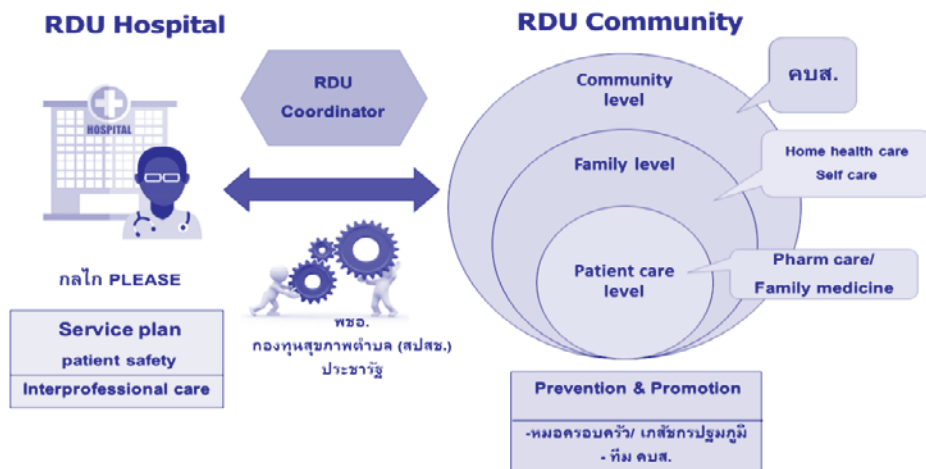 RDU Hospital
RDU Community
HOSPITAL
กลไก PLEASE
Service plan
patient safety
Interprofessional care
RDU
Coordinator
พชอ.
กองทุนสุขภาพตำบล (สปสช.)
ประชารัฐ
Community
level
Family level
Patient care
level
คบส.
Home health care
Self care
Pharm care/
Family medicine
Prevention & Promotion
-หมอครอบครัว/ เภสัชกรปฐมภูมิ
- ทีม คบส.